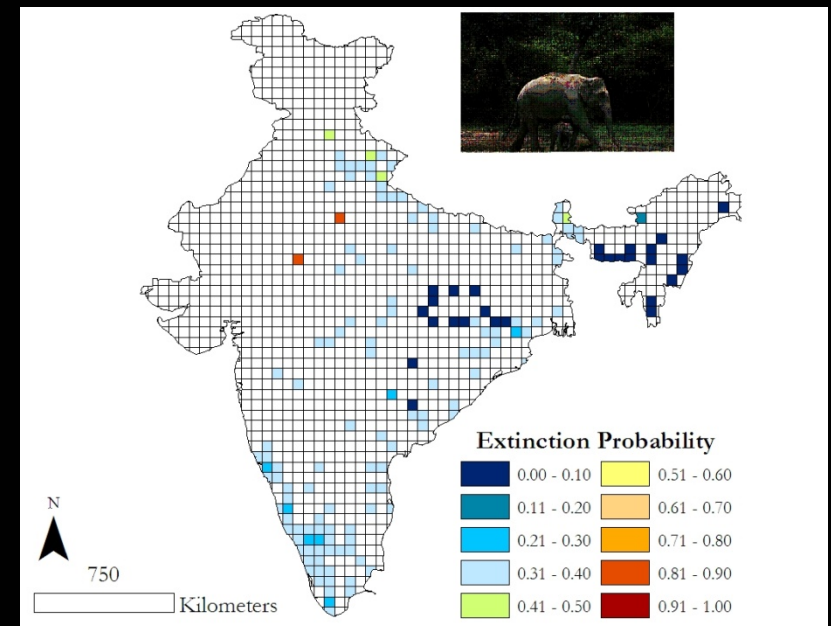 Extinction Probability
0.00 - 0.10
0.51 - 0.60
0.11 - 0.20
0.61 - 0.70
0.21 - 0.30
0.71 - 0.80
0.31 - 0.40
0.81 - 0.90
0.41 - 0.50
0.91 - 1.00
N
750
Kilometers